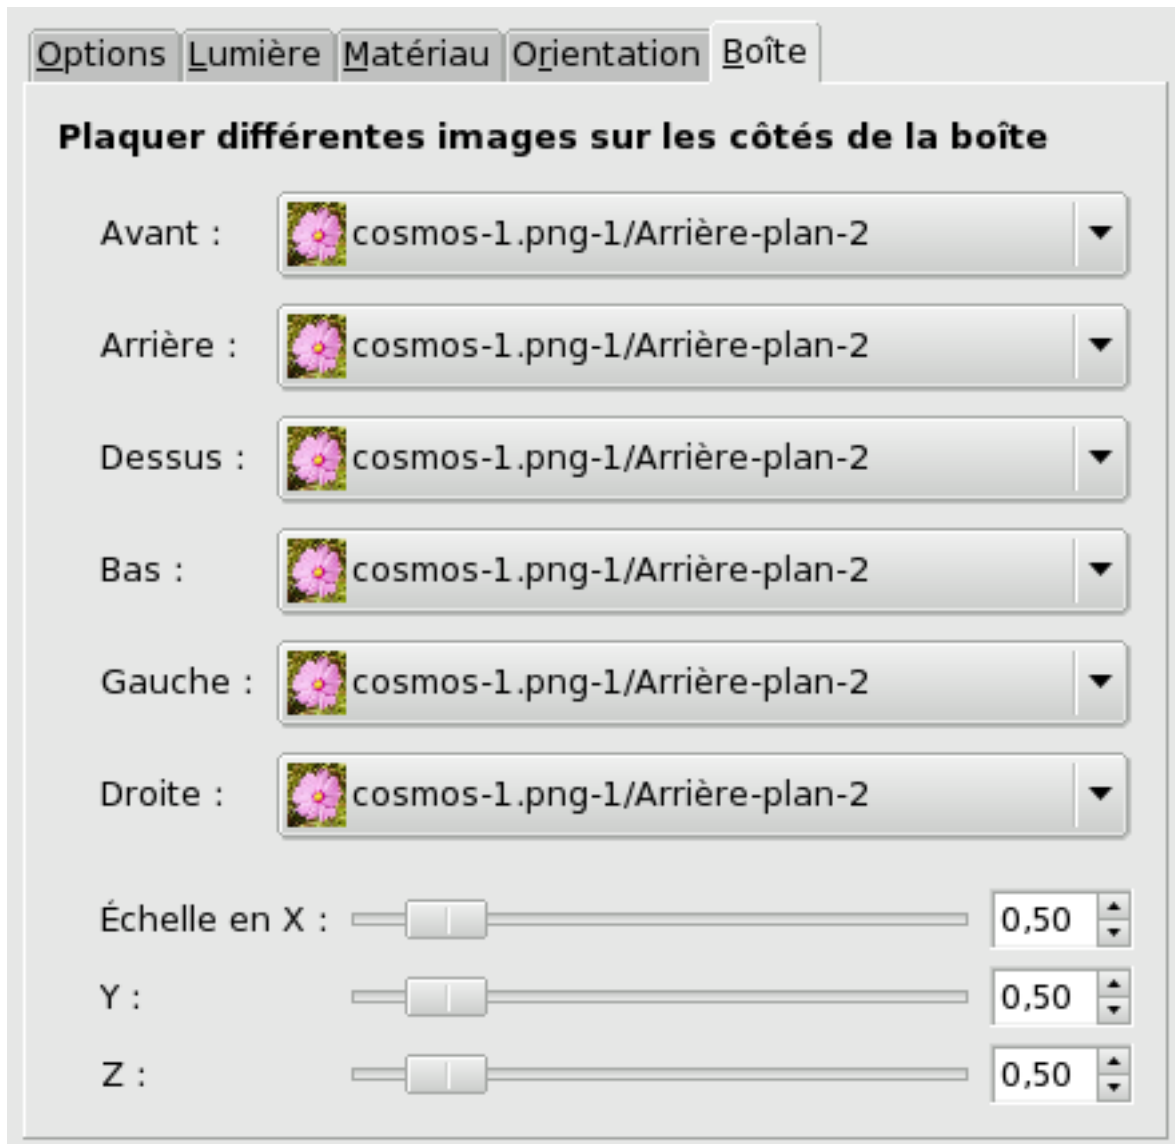 Options Lumière Matériau Orientation Boîte
Plaquer différentes images sur les côtés de la boîte
Avant : cosmos-1.png-1/Arrière-plan-2
Arrière : cosmos-1.png-1/Arrière-plan-2
Dessus : cosmos-1.png-1/Arrière-plan-2
Bas : cosmos-1.png-1/Arrière-plan-2
Gauche : cosmos-1.png-1/Arrière-plan-2
Droite : cosmos-1.png-1/Arrière-plan-2
Échelle en X : 0,50
Y : 0,50
Z : 0,50